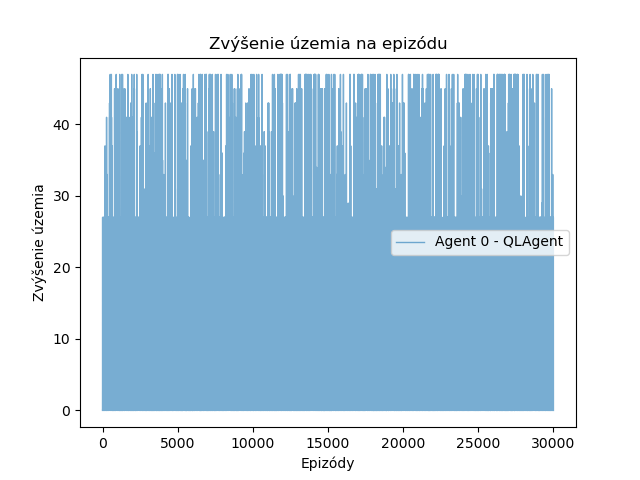 Zvýšenie územia na epizódu
Zvýšenie územia
40
30
20
10
0
Agent 0 - QLAgent
0 5000 10000 15000 20000 25000 30000
Epizódy